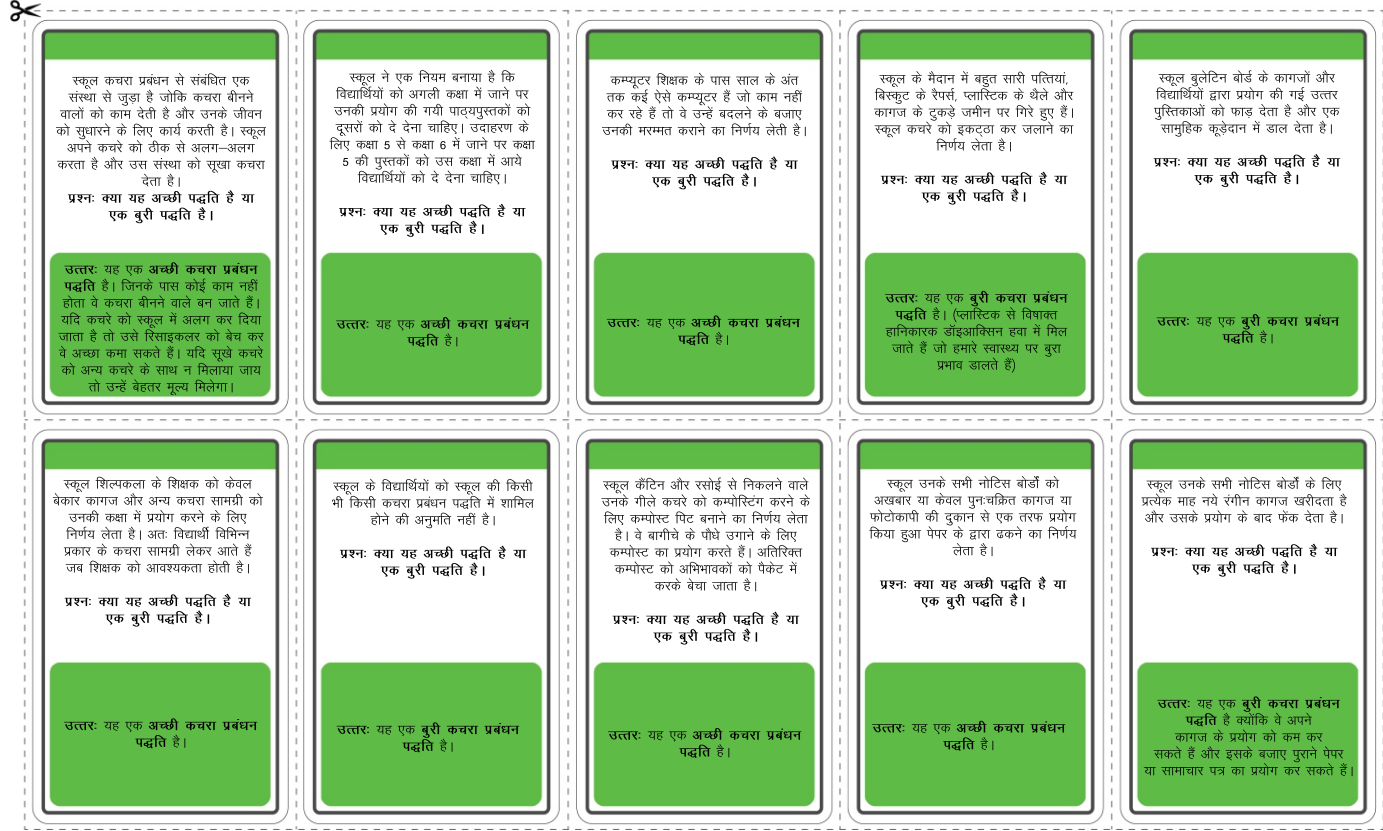 स्कूल कचरा प्रबंधन से संबंधित एक
संस्था से जुड़ा है जोकि कचरा बीनने
वालों को काम देती है और उनके जीवन
को सुधारने के लिए कार्य करती है। स्कूल
अपने कचरे को ठीक से अलग–अलग
करता है और उस संस्था को सूखा कचरा
देता है।
प्रश्नः क्या यह अच्छी पद्धति है या
एक बुरी पद्धति है।
उत्तरः यह एक अच्छी कचरा प्रबंधन
पद्धति है। जिनके पास कोई काम नहीं
होता वे कचरा बीनने वाले बन जाते हैं।
यदि कचरे को स्कूल में अलग कर दिया
जाता है तो उसे रिसाइकलर को बेच कर
वे अच्छा कमा सकते हैं। यदि सूखे कचरे
को अन्य कचरे के साथ न मिलाया जाय
तो उन्हें बेहतर मूल्य मिलेगा।
स्कूल ने एक नियम बनाया है कि
विद्यार्थियों को अगली कक्षा में जाने पर
उनकी प्रयोग की गयी पाठ्यपुस्तकों को
दूसरों को दे देना चाहिए। उदाहरण के
लिए कक्षा 5 से कक्षा 6 में जाने पर कक्षा
5 की पुस्तकों को उस कक्षा में आये
विद्यार्थियों को दे देना चाहिए।
प्रश्नः क्या यह अच्छी पद्धति है या
एक बुरी पद्धति है।
उत्तरः यह एक अच्छी कचरा प्रबंधन
पद्धति है।
कम्प्यूटर शिक्षक के पास साल के अंत
तक कई ऐसे कम्प्यूटर हैं जो काम नहीं
कर रहे हैं तो वे उन्हें बदलने के बजाए
उनकी मरम्मत कराने का निर्णय लेती है।
प्रश्नः क्या यह अच्छी पद्धति है या
एक बुरी पद्धति है।
उत्तरः यह एक अच्छी कचरा प्रबंधन
पद्धति है।
स्कूल के मैदान में बहुत सारी पत्तियां,
बिस्कुट के रैपर्स, प्लास्टिक के थैले और
कागज के टुकड़े जमीन पर गिरे हुए हैं।
स्कूल कचरे को इकट्ठा कर जलाने का
निर्णय लेता है।
प्रश्नः क्या यह अच्छी पद्धति है या
एक बुरी पद्धति है।
उत्तरः यह एक बुरी कचरा प्रबंधन
पद्धति है। (प्लास्टिक से विषाक्त
हानिकारक डॉइआक्सिन हवा में मिल
जाते हैं जो हमारे स्वास्थ्य पर बुरा
प्रभाव डालते हैं)
स्कूल बुलेटिन बोर्ड के कागजों और
विद्यार्थियों द्वारा प्रयोग की गई उत्तर
पुस्तिकाओं को फाड़ देता है और एक
सामुहिक कूड़ेदान में डाल देता है।
प्रश्नः क्या यह अच्छी पद्धति है या
एक बुरी पद्धति है।
उत्तरः यह एक बुरी कचरा प्रबंधन
पद्धति है।
स्कूल शिल्पकला के शिक्षक को केवल
बेकार कागज और अन्य कचरा सामग्री को
उनकी कक्षा में प्रयोग करने के लिए
निर्णय लेता है। अतः विद्यार्थी विभिन्न
प्रकार के कचरा सामग्री लेकर आते हैं
जब शिक्षक को आवश्यकता होती है।
प्रश्नः क्या यह अच्छी पद्धति है या
एक बुरी पद्धति है।
उत्तरः यह एक अच्छी कचरा प्रबंधन
पद्धति है।
स्कूल के विद्यार्थियों को स्कूल की किसी
भी किसी कचरा प्रबंधन पद्धति में शामिल
होने की अनुमति नहीं है।
प्रश्नः क्या यह अच्छी पद्धति है या
एक बुरी पद्धति है।
उत्तरः यह एक बुरी कचरा प्रबंधन
पद्धति है।
स्कूल कैंटिन और रसोई से निकलने वाले
उनके गीले कचरे को कम्पोस्टिंग करने के
लिए कम्पोस्ट पिट बनाने का निर्णय लेता
है। वे बागीचे के पौधे उगाने के लिए
कम्पोस्ट का प्रयोग करते हैं। अतिरिक्त
कम्पोस्ट को अभिभावकों को पैकेट में
करके बेचा जाता है।
प्रश्नः क्या यह अच्छी पद्धति है या
एक बुरी पद्धति है।
उत्तरः यह एक अच्छी कचरा प्रबंधन
पद्धति है।
स्कूल उनके सभी नोटिस बोर्डों को
अखबार या केवल पुनःचक्रित कागज या
फोटोकापी की दुकान से एक तरफ प्रयोग
किया हुआ पेपर के द्वारा ढकने का निर्णय
लेता है।
प्रश्नः क्या यह अच्छी पद्धति है या
एक बुरी पद्धति है।
उत्तरः यह एक अच्छी कचरा प्रबंधन
पद्धति है।
स्कूल उनके सभी नोटिस बोर्डों के लिए
प्रत्येक माह नये रंगीन कागज खरीदता है
और उसके प्रयोग के बाद फेंक देता है।
प्रश्नः क्या यह अच्छी पद्धति है या
एक बुरी पद्धति है।
उत्तरः यह एक बुरी कचरा प्रबंधन
पद्धति है क्योंकि वे अपने
कागज के प्रयोग को कम कर
सकते हैं और इसके बजाए पुराने पेपर
या सामाचार पत्र का प्रयोग कर सकते हैं।